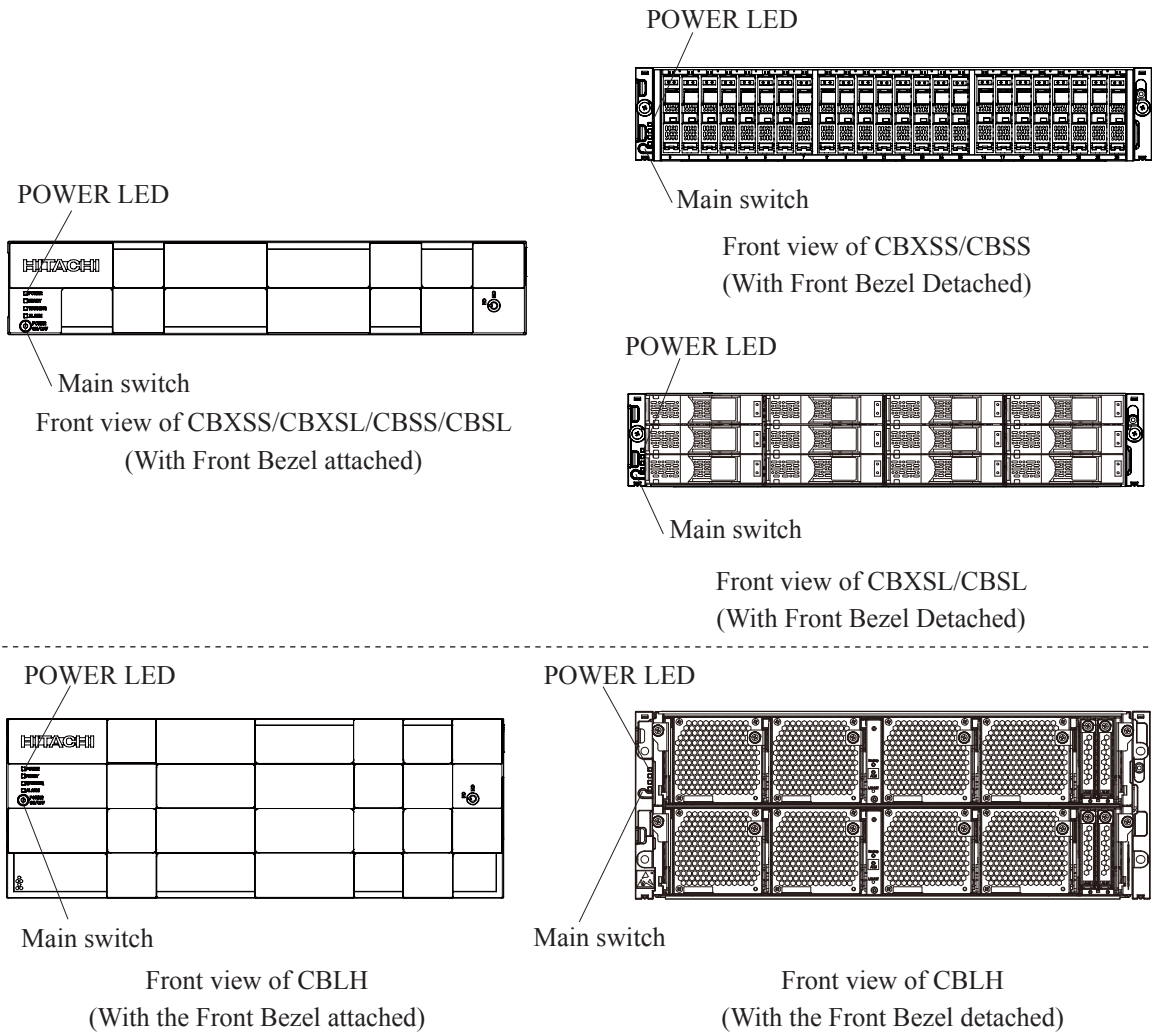 POWER LED
Main switch
Front view of CBXSS/CBSS
(With Front Bezel Detached)
POWER LED
HITACHI
Main switch
Front view of CBXSS/CBXSL/CBSS/CBSL
(With Front Bezel attached)
POWER LED
Main switch
Front view of CBXSL/CBSL
(With Front Bezel Detached)
POWER LED
HITACHI
Main switch
Front view of CBLH
(With the Front Bezel attached)
POWER LED
Main switch
Front view of CBLH
(With the Front Bezel detached)